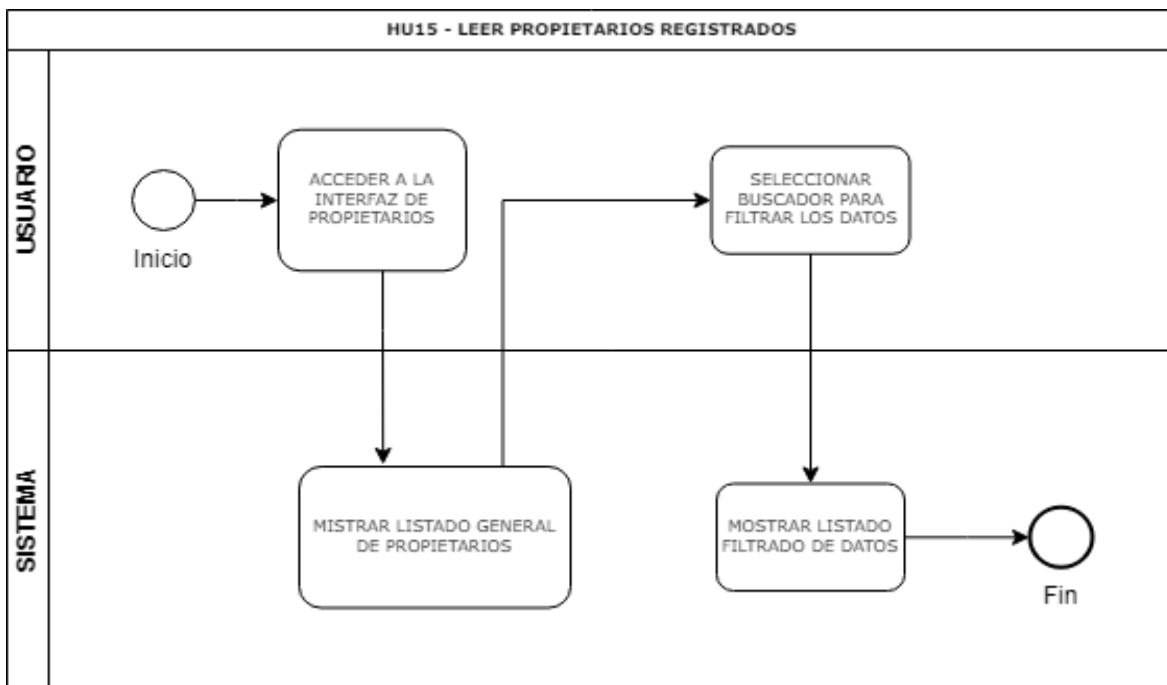 HU15 - LEER PROPIETARIOS REGISTRADOS
USUARIO
Inicio
ACCEDER A LA
INTERFAZ DE
PROPIETARIOS
SELECCIONAR
BUSCADOR PARA
FILTRAR LOS DATOS
SISTEMA
MISTRAR LISTADO GENERAL
DE PROPIETARIOS
MOSTRAR LISTADO
FILTRADO DE DATOS
Fin